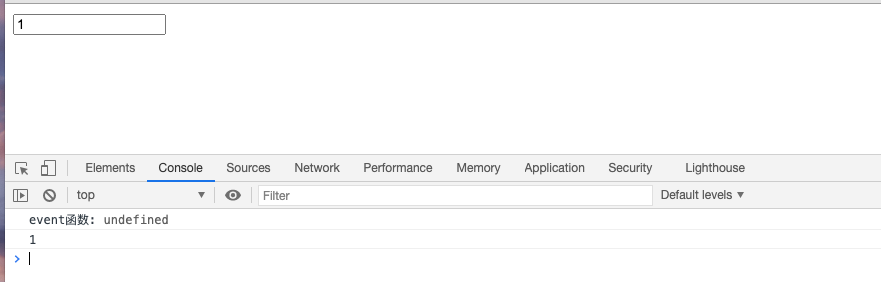 1
Elements Console Sources Network Performance Memory Application Security Lighthouse
top Filter Default levels
event函数: undefined
1